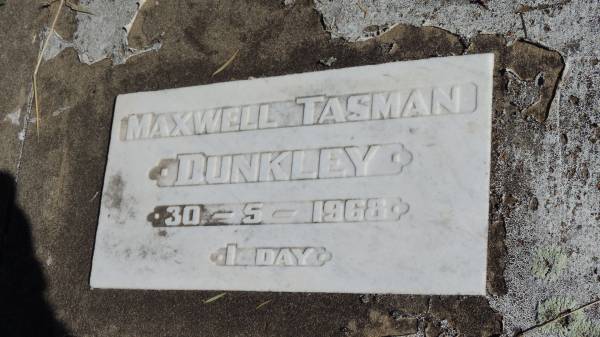 MAXWELL TASMAN
DUNKLEY
30 - 5 - 1968
1 DAY